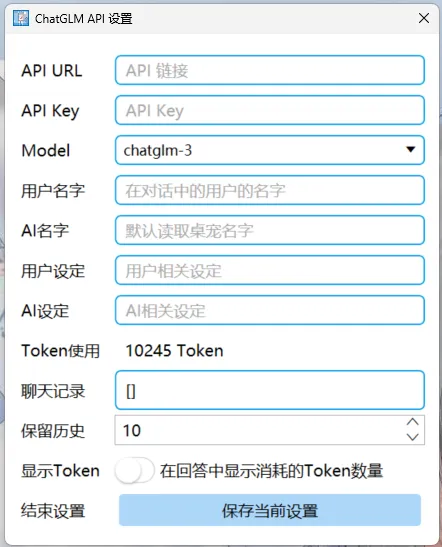 ChatGLM API 设置
API URL API 链接
API Key API Key
Model chatglm-3
用户名字 在对话中的用户的名字
AI名字 默认读取桌宠名字
用户设定 用户相关设定
AI设定 AI相关设定
Token使用 10245 Token
聊天记录 []
保留历史 10
显示Token 在回答中显示消耗的Token数量
结束设置 保存当前设置